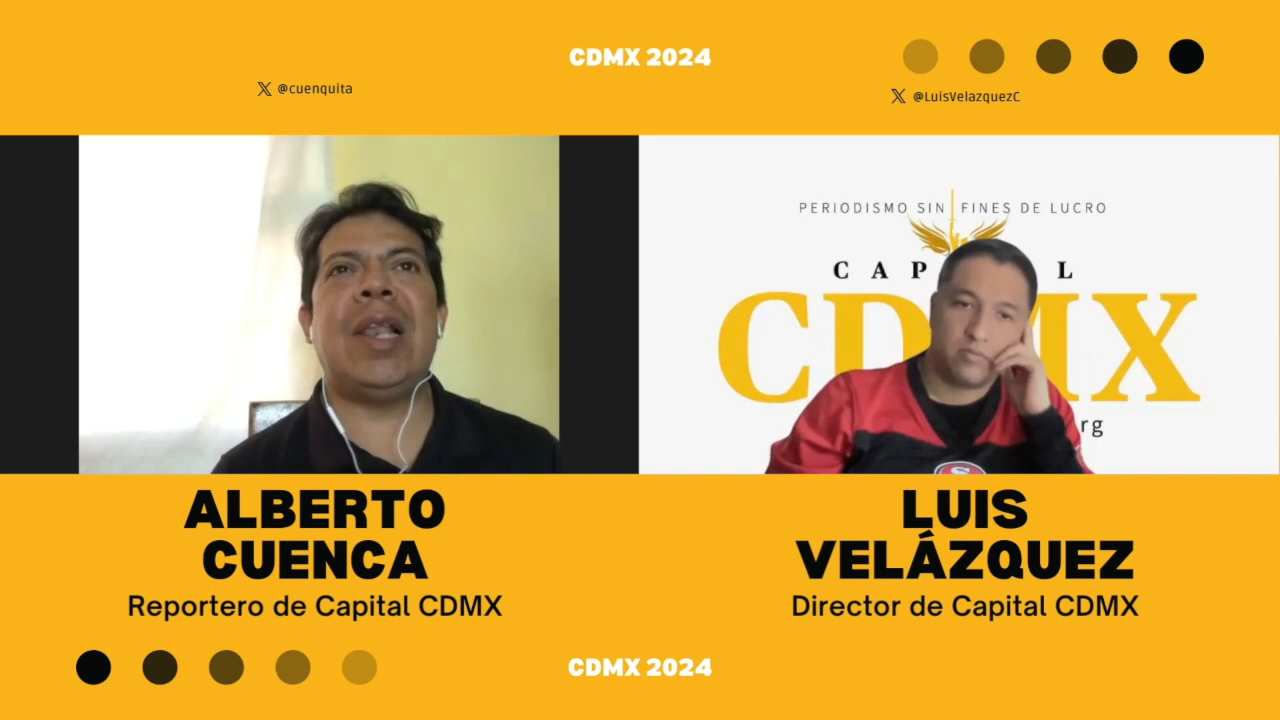 CDMX 2024
@cuenquita
@LuisVelazquezC
PERIODISMO SIN FINES DE LUCRO
CAP L
CDMX
rg
ALBERTO
CUENCA
Reportero de Capital CDMX
LUIS
VELÁZQUEZ
Director de Capital CDMX
CDMX 2024